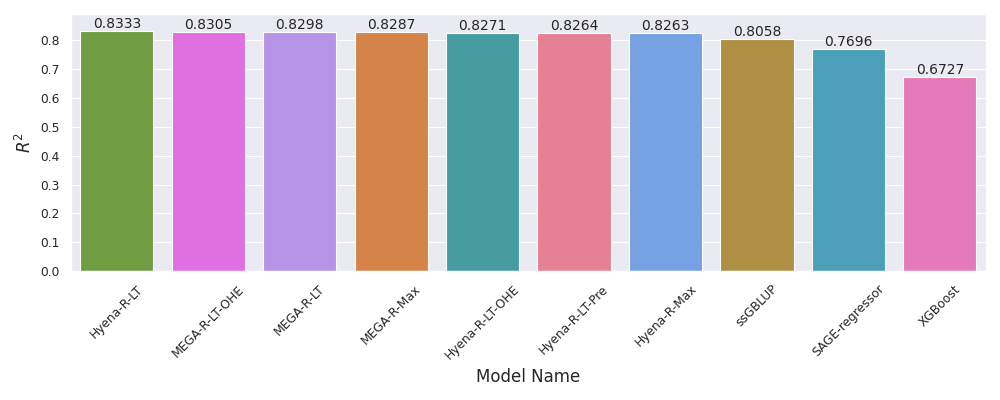 0.8333
0.8305
0.8298
0.8287
0.8271
0.8264
0.8263
0.8058
0.7696
0.6727
0.8
0.7
0.6
0.5
0.4
0.3
0.2
0.1
0.0
R²
Hyena-R-LT
MEGA-R-LT-OHE
MEGA-R-LT
MEGA-R-Max
Hyena-R-LT-OHE
Hyena-R-LT-Pre
Hyena-R-Max
ssGBLUP
SAGE-regressor
XGBoost
Model Name